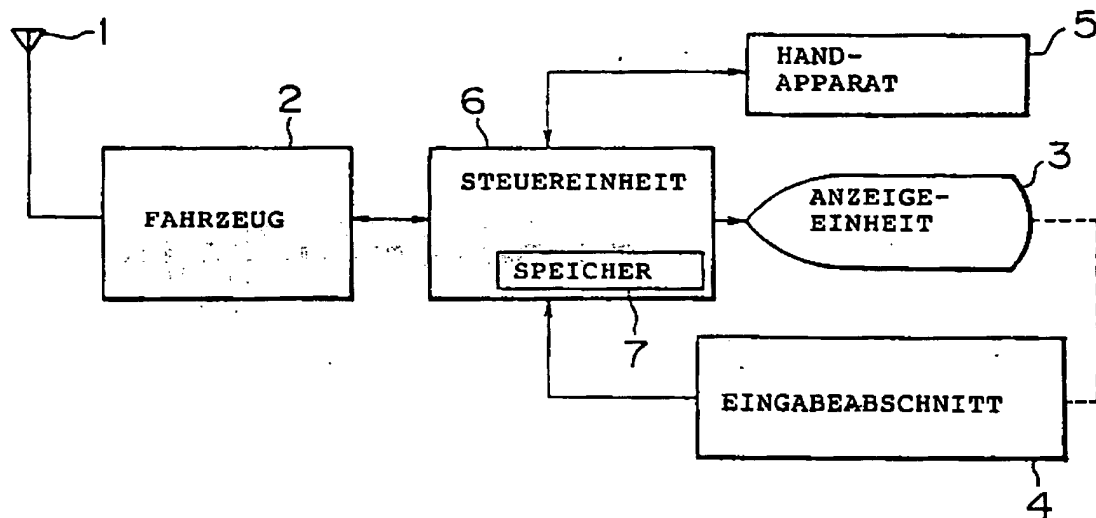 1
5
HAND-
APPARAT
2
6
3
STEUEREINHEIT
ANZEIGE-
EINHEIT
FAHRZEUG
SPEICHER
7
EINGABEABSCHNITT
4